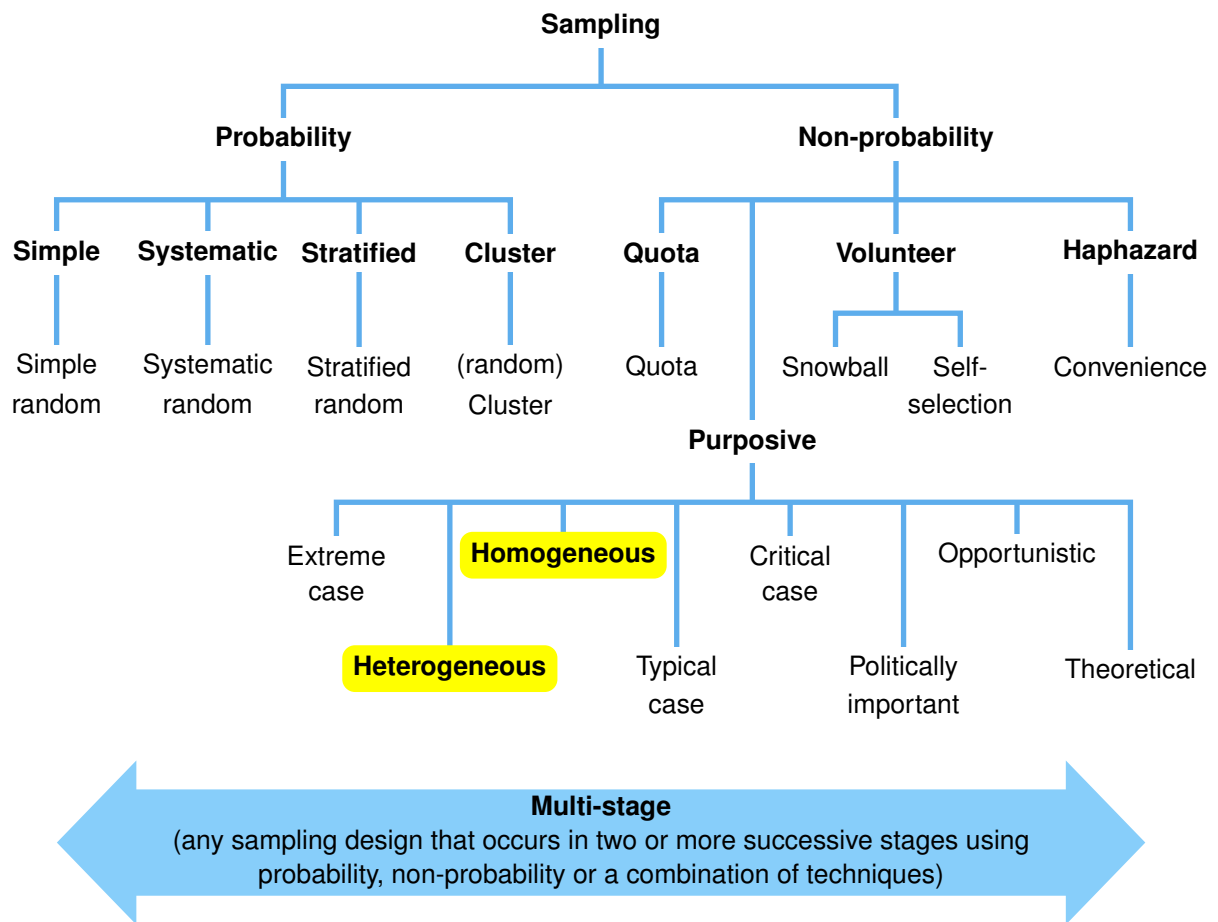 Sampling
Probability
Non-probability
Simple
Systematic
Stratified
Cluster
Quota
Volunteer
Haphazard
Simple
random
Systematic
random
Stratified
random
(random)
Cluster
Quota
Snowball
Self-
selection
Convenience
Purposive
Extreme
case
Homogeneous
Critical
case
Opportunistic
Heterogeneous
Typical
case
Politically
important
Theoretical
Multi-stage
(any sampling design that occurs in two or more successive stages using
probability, non-probability or a combination of techniques)